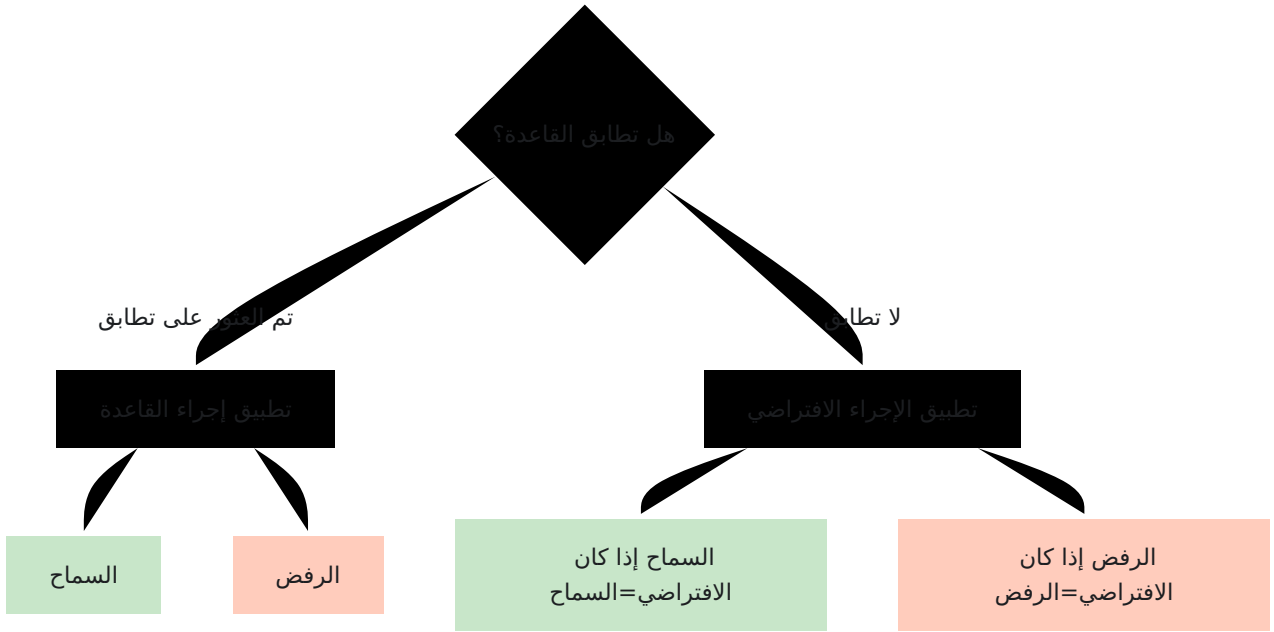 هل تطابق القاعدة؟
تم العثور على تطابق
لا تطابق
تطبيق إجراء القاعدة
تطبيق الإجراء الافتراضي
السماح
الرفض
السماح إذا كان
الافتراضي=السماح
الرفض إذا كان
الافتراضي=الرفض